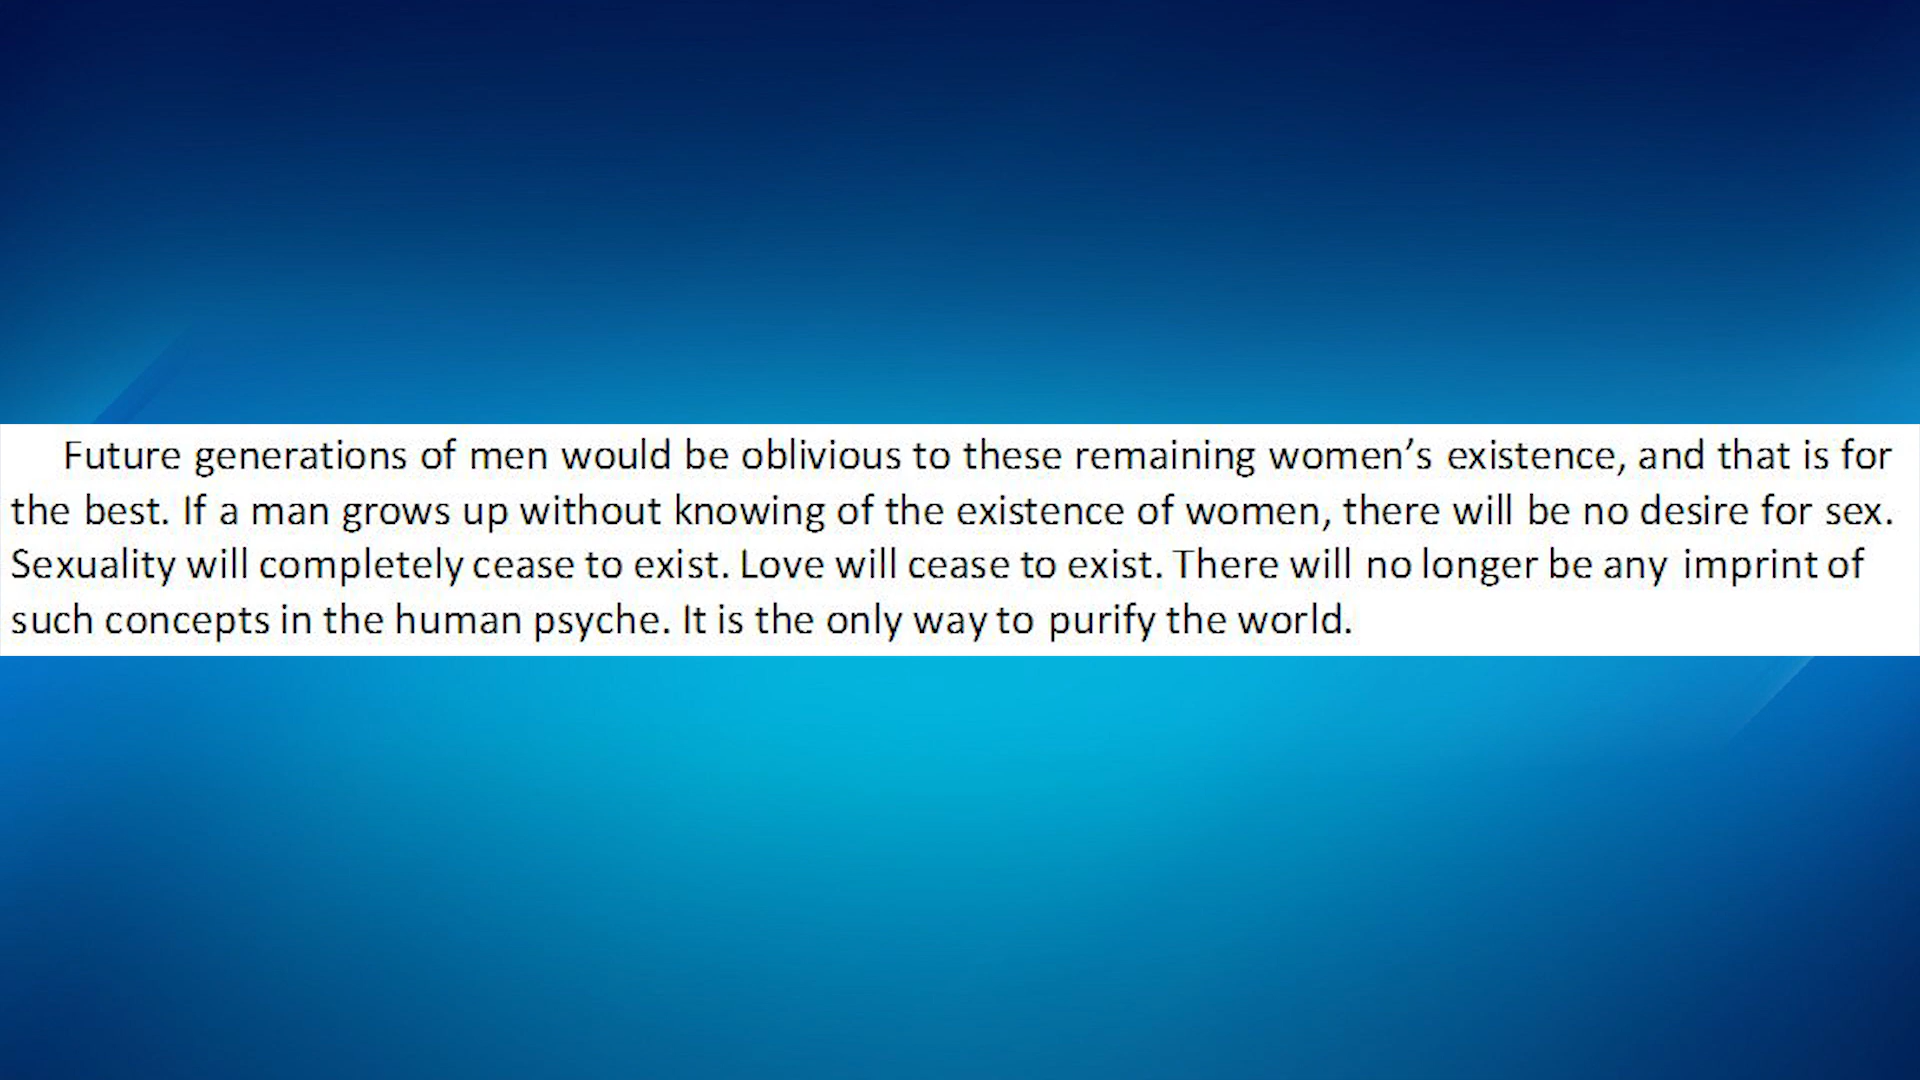 Future generations of men would be oblivious to these remaining women’s existence, and that is for
the best. If a man grows up without knowing of the existence of women, there will be no desire for sex.
Sexuality will completely cease to exist. Love will cease to exist. There will no longer be any imprint of
such concepts in the human psyche. It is the only way to purify the world.